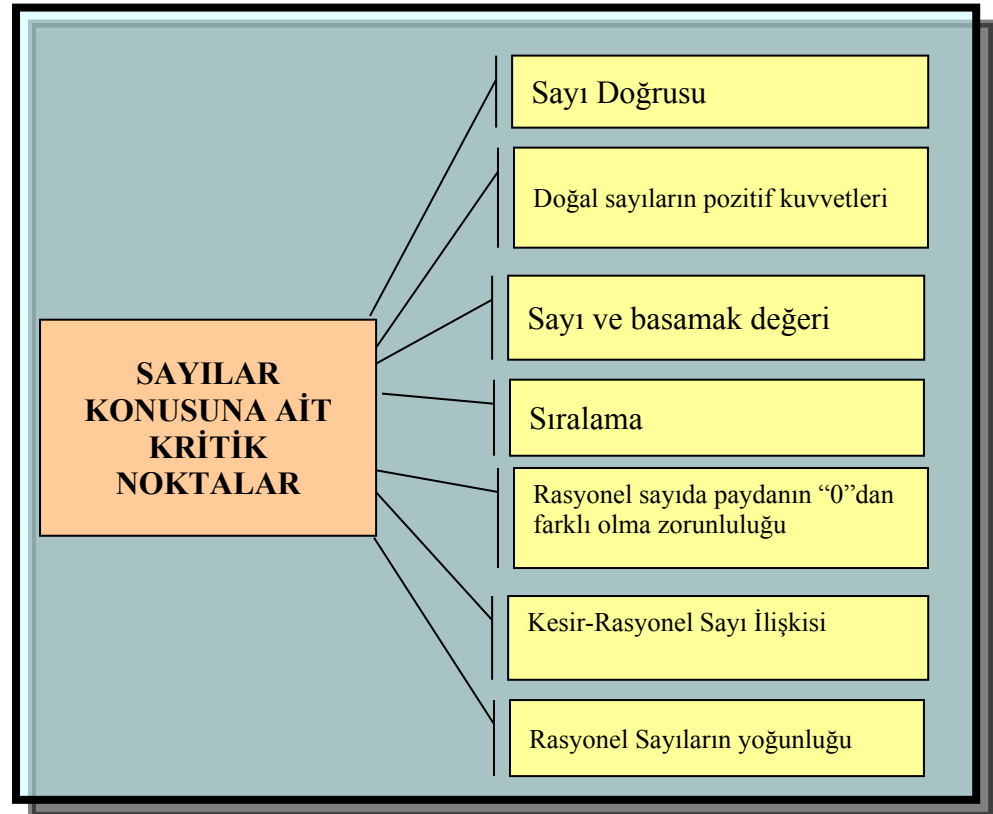 Sayı Doğrusu
Doğal sayıların pozitif kuvvetleri
Sayı ve basamak değeri
SAYILAR
KONUSUNA AİT
KRİTİK
NOKTALAR
Sıralama
Rasyonel sayıda paydanın “0”dan
farklı olma zorunluluğu
Kesir-Rasyonel Sayı İlişkisi
Rasyonel Sayıların yoğunluğu